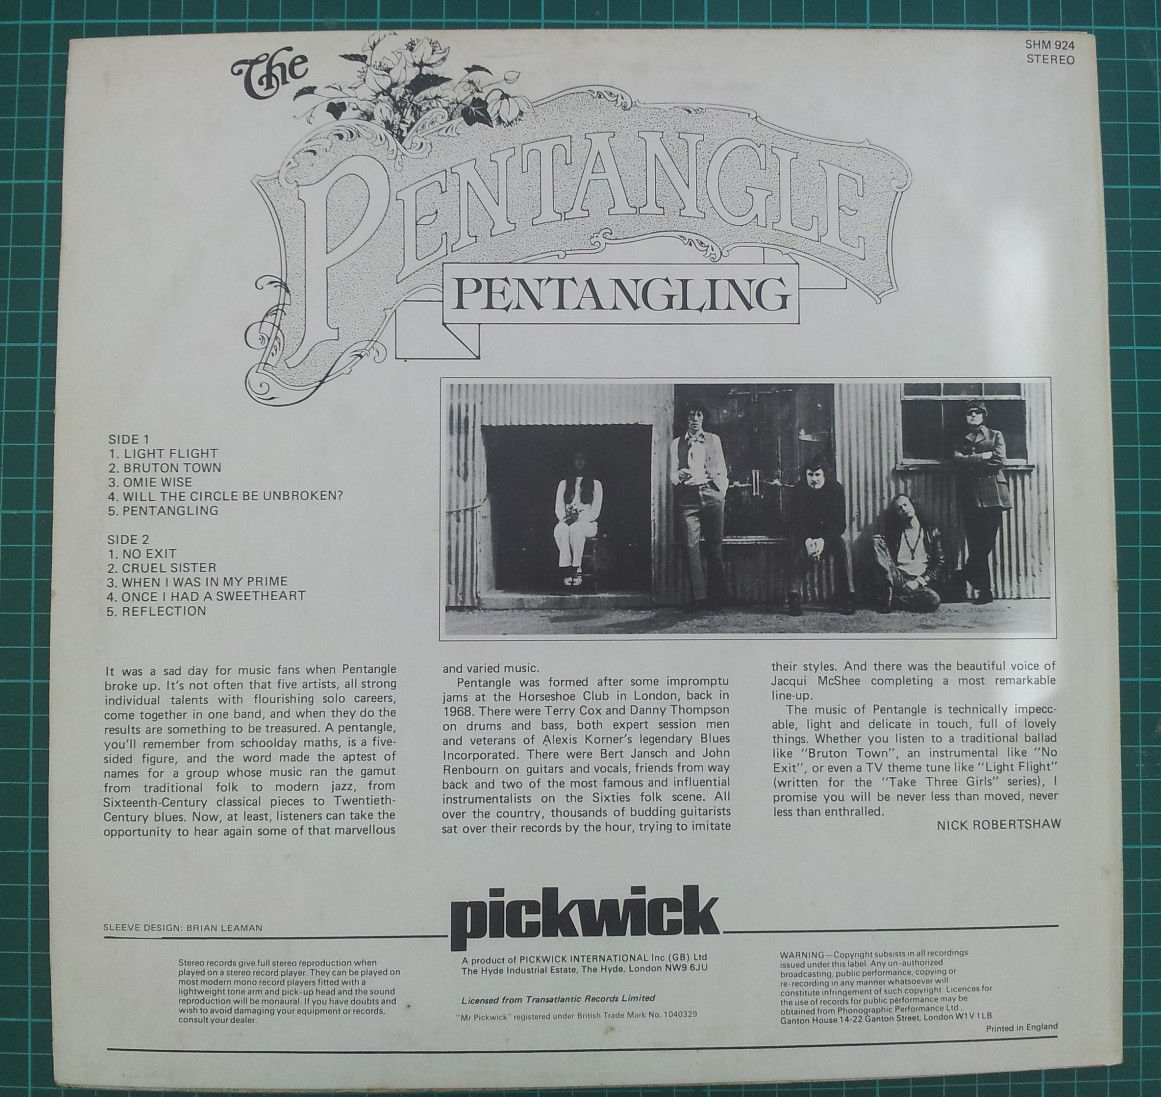 SHM 924
STEREO
The
PENTANGLE
PENTANGLING
SIDE 1
1. LIGHT FLIGHT
2. BRUTON TOWN
3. OMIE WISE
4. WILL THE CIRCLE BE UNBROKEN?
5. PENTANGLING
SIDE 2
1. NO EXIT
2. CRUEL SISTER
3. WHEN I WAS IN MY PRIME
4. ONCE I HAD A SWEETHEART
5. REFLECTION
It was a sad day for music fans when Pentangle
broke up. It's not often that five artists, all strong
individual talents with flourishing solo careers,
come together in one band, and when they do the
results are something to be treasured. A pentangle,
you'll remember from schoolday maths, is a five-
sided figure, and the word made the aptest of
names for a group whose music ran the gamut
from traditional folk to modern jazz, from
Sixteenth-Century classical pieces to Twentieth-
Century blues. Now, at least, listeners can take the
opportunity to hear again some of that marvellous
and varied music.
Pentangle was formed after some impromptu
jams at the Horseshoe Club in London, back in
1968. There were Terry Cox and Danny Thompson
on drums and bass, both expert session men
and veterans of Alexis Korner's legendary Blues
Incorporated. There were Bert Jansch and John
Renbourn on guitars and vocals, friends from way
back and two of the most famous and influential
instrumentalists on the Sixties folk scene. All
over the country, thousands of budding guitarists
sat over their records by the hour, trying to imitate
their styles. And there was the beautiful voice of
Jacqui McShee completing a most remarkable
line-up.
The music of Pentangle is technically impecc-
able, light and delicate in touch, full of lovely
things. Whether you listen to a traditional ballad
like "Bruton Town", an instrumental like "No
Exit", or even a TV theme tune like "Light Flight"
(written for the "Take Three Girls" series), I
promise you will be never less than moved, never
less than enthralled.
NICK ROBERTSHAW
SLEEVE DESIGN: BRIAN LEAMAN
pickwick
Stereo records give full stereo reproduction when
played on a stereo record player. They can be played on
most modern mono record players fitted with a
lightweight tone arm and pick-up head and the sound
reproduction will be monaural. If you have doubts and
wish to avoid damaging your equipment or records,
consult your dealer.
A product of PICKWICK INTERNATIONAL Inc (GB) Ltd
The Hyde Industrial Estate, The Hyde, London NW9 6JU
Licensed from Transatlantic Records Limited
"Mr Pickwick" registered under British Trade Mark No. 1040329
WARNING—Copyright subsists in all recordings
issued under this label. Any un-authorized
broadcasting, public performance, copying or
re-recording in any manner whatsoever will
constitute infringement of such copyright. Licences for
the use of records for public performance may be
obtained from Phonographic Performance Ltd.,
Ganton House 14-22 Ganton Street, London W1V 1LB
Printed in England